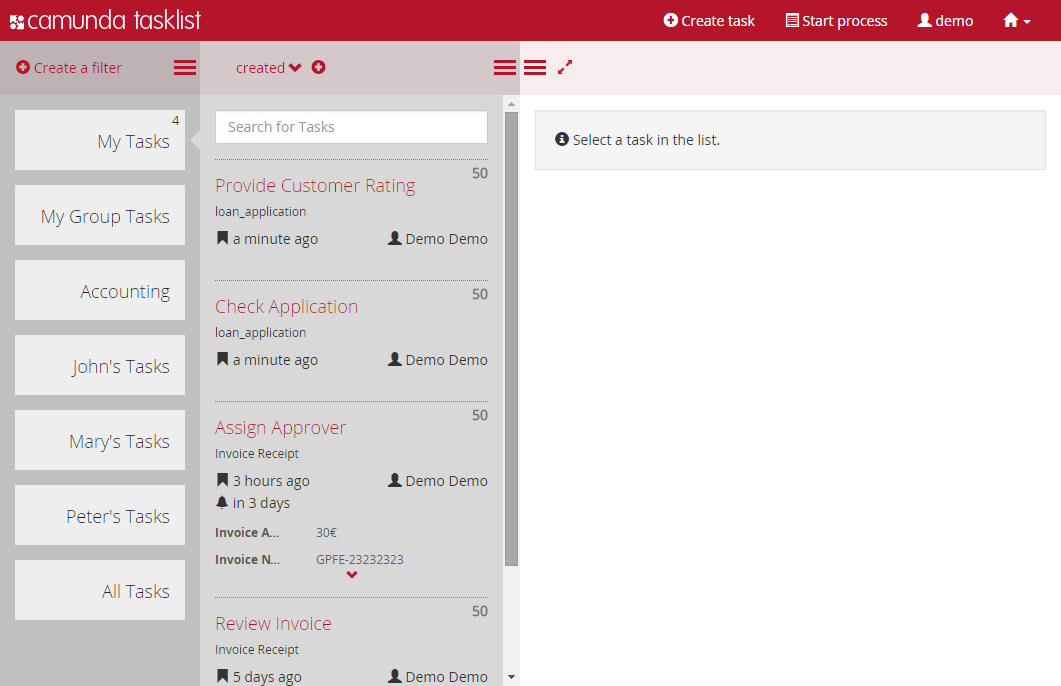 camunda tasklist
Create task
Start process
demo
Create a filter
created
4
My Tasks
My Group Tasks
Accounting
John's Tasks
Mary's Tasks
Peter's Tasks
All Tasks
Search for Tasks
50
Provide Customer Rating
loan_application
a minute ago Demo Demo
50
Check Application
loan_application
a minute ago Demo Demo
50
Assign Approver
Invoice Receipt
3 hours ago Demo Demo
in 3 days
Invoice A... 30€
Invoice N... GPFE-23232323
50
Review Invoice
Invoice Receipt
5 days ago Demo Demo
Select a task in the list.